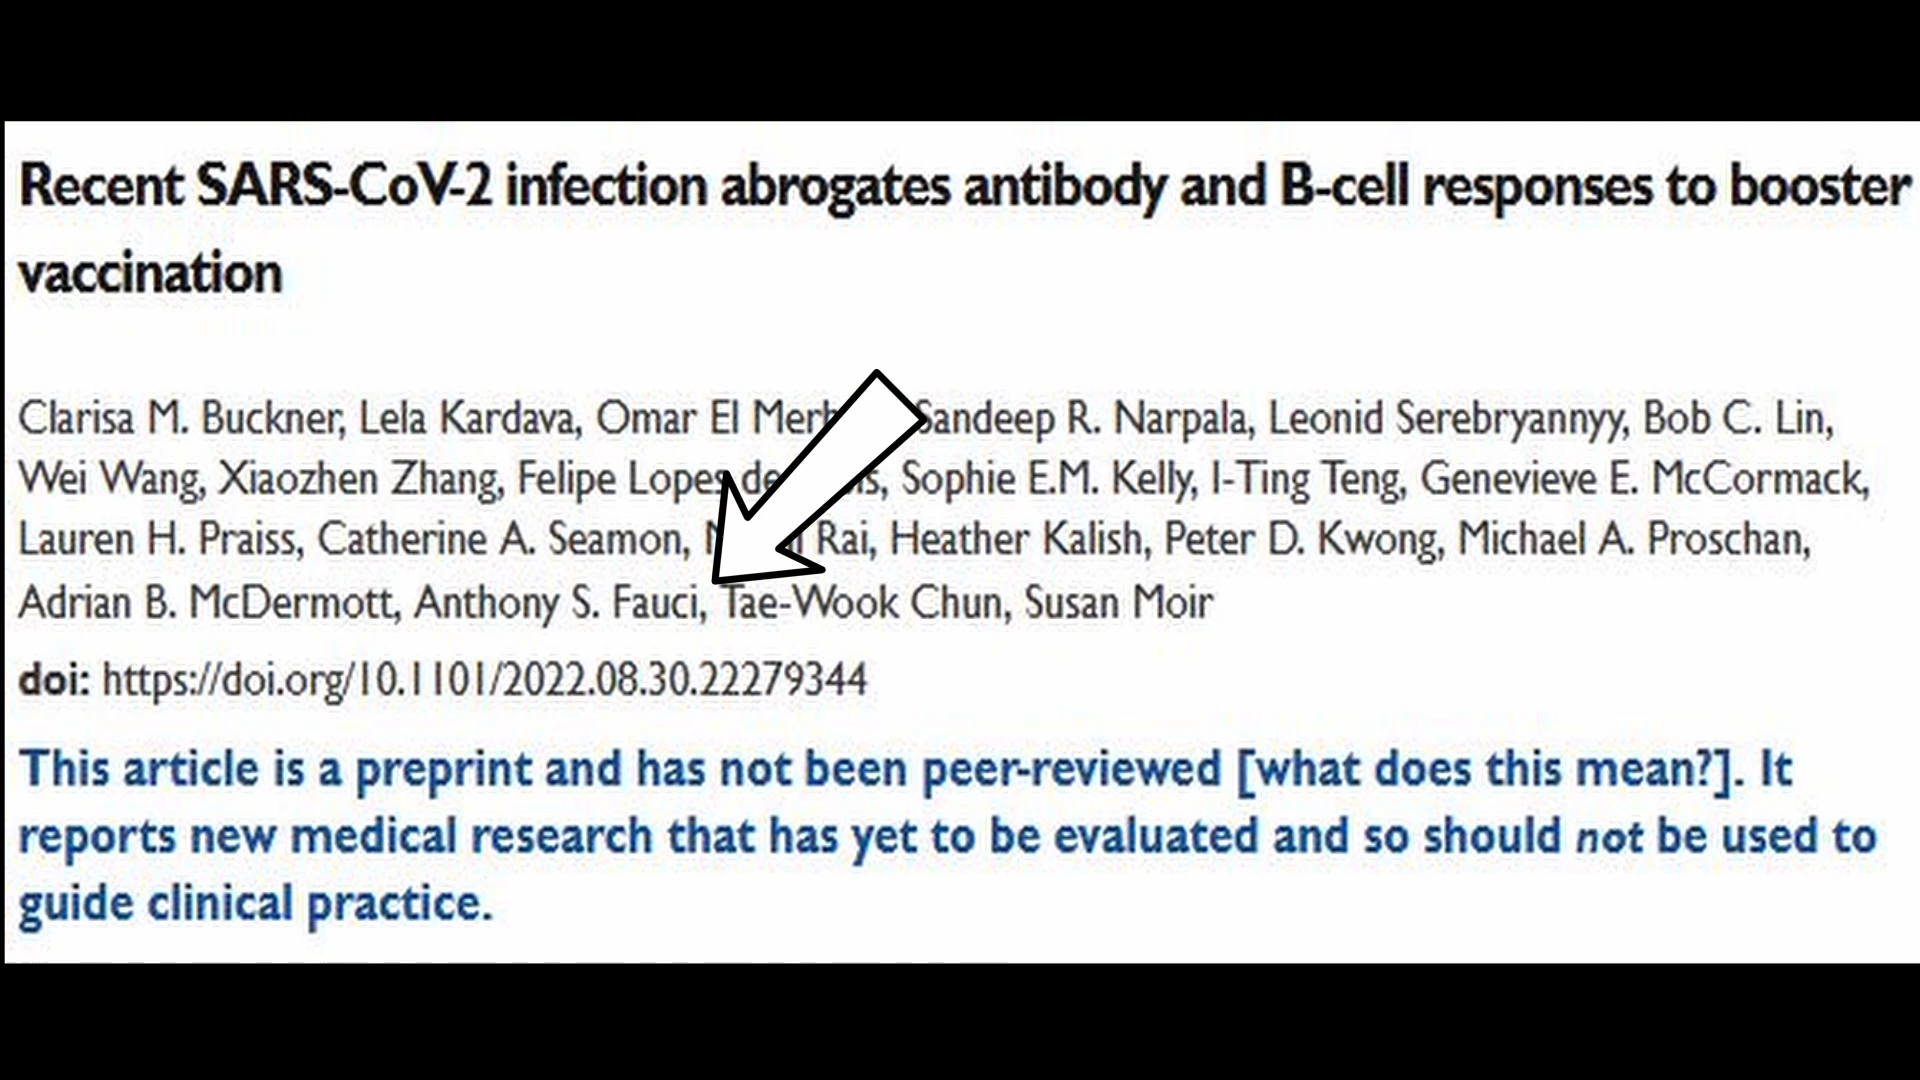 Recent SARS-CoV-2 infection abrogates antibody and B-cell responses to booster
vaccination
Clarisa M. Buckner, Lela Kardava, Omar El Sandeep R. Narpala, Leonid Serebryannyy, Bob C. Lin,
Wei Wang, Xiaozhen Zhang, Felipe Lopes de Sophie E.M. Kelly, I-Ting Teng, Genevieve E. McCormack,
Lauren H. Praiss, Catherine A. Seamon, Rai, Heather Kalish, Peter D. Kwong, Michael A. Proschan,
Adrian B. McDermott, Anthony S. Fauci, Tae-Wook Chun, Susan Moir
doi: https://doi.org/10.1101/2022.08.30.22279344
This article is a preprint and has not been peer-reviewed [what does this mean?]. It
reports new medical research that has yet to be evaluated and so should not be used to
guide clinical practice.